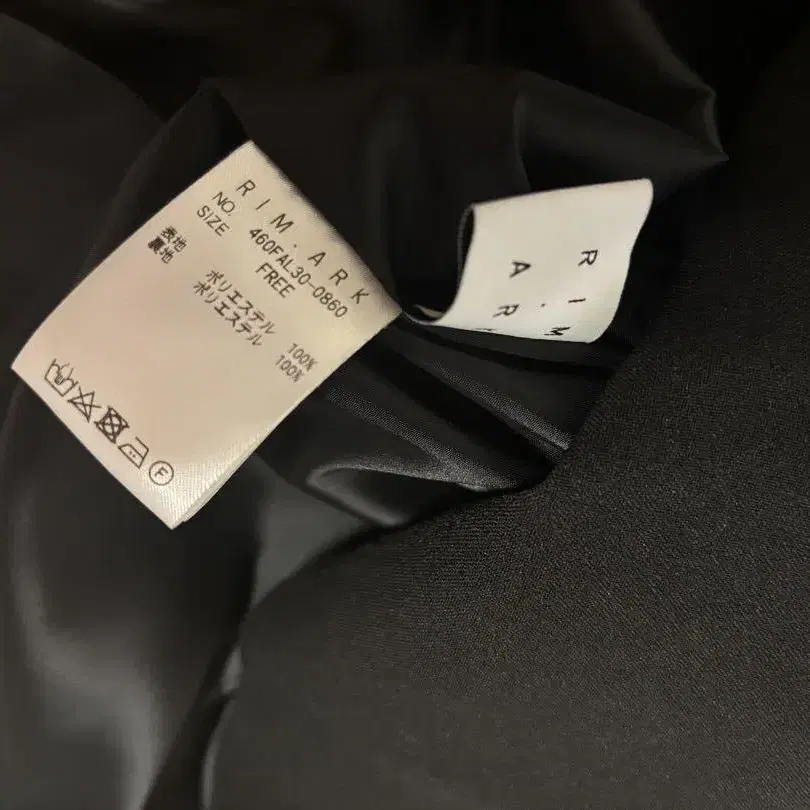 RIM.ARK
NO. 460FAL30-0860
SIZE FREE
表地 ポリエステル 100%
裏地 ポリエステル 100%
F
RIM.
AR